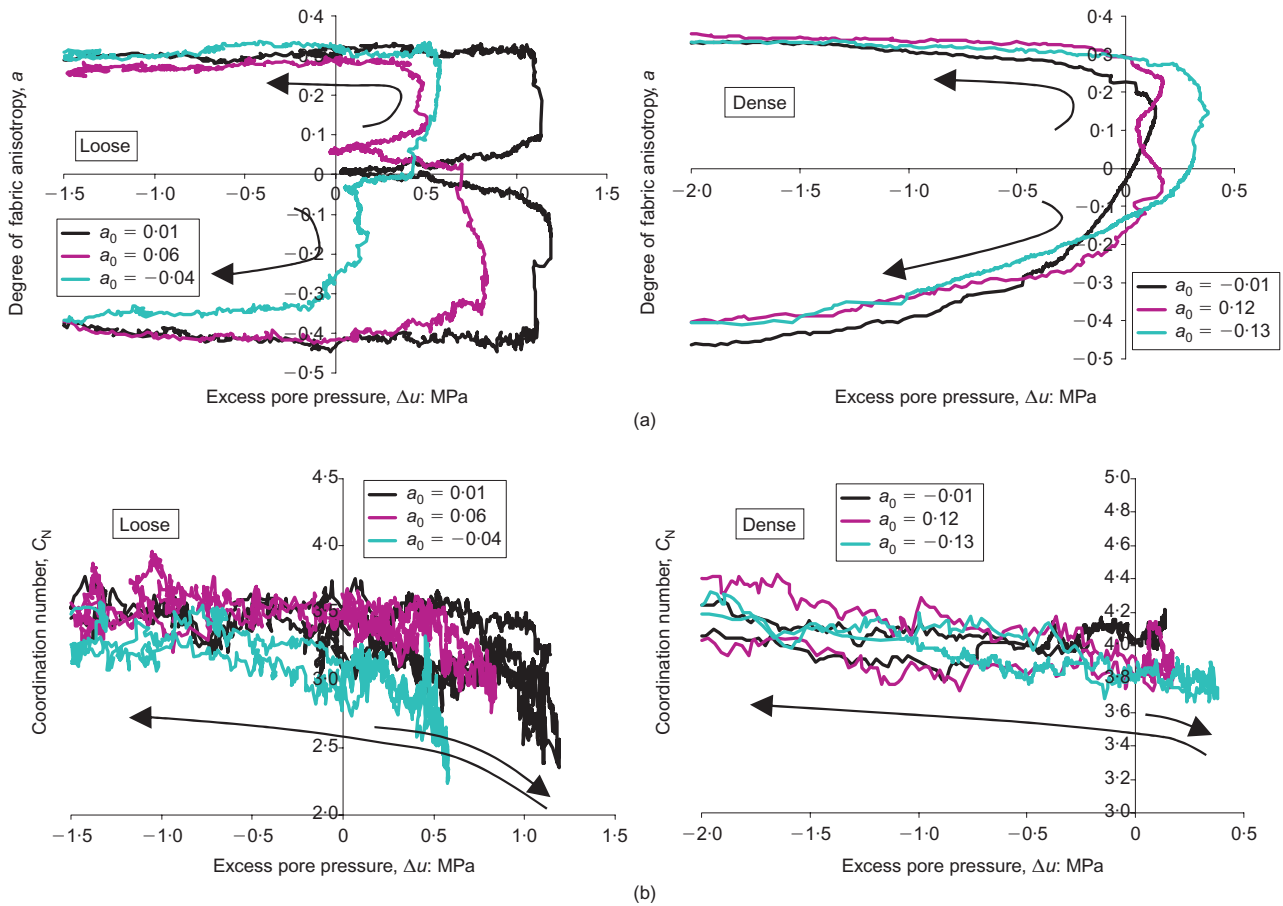 Degree of fabric anisotropy, a
0·4
0·3
0·2
0·1
0
−0·1
−0·2
−0·3
−0·4
−0·5
−1·5
−1·0
−0·5
0
0·5
1·0
1·5
Loose
a0 = 0·01
a0 = 0·06
a0 = −0·04
Excess pore pressure, Δu: MPa
Degree of fabric anisotropy, a
0·4
0·3
0·2
0·1
0
−0·1
−0·2
−0·3
−0·4
−0·5
−2·0
−1·5
−1·0
−0·5
0
0·5
Dense
a0 = −0·01
a0 = 0·12
a0 = −0·13
Excess pore pressure, Δu: MPa
(a)
Coordination number, CN
4·5
4·0
3·5
3·0
2·5
2·0
−1·5
−1·0
−0·5
0
0·5
1·0
1·5
Loose
a0 = 0·01
a0 = 0·06
a0 = −0·04
Excess pore pressure, Δu: MPa
Coordination number, CN
5·0
4·8
4·6
4·4
4·2
4·0
3·8
3·6
3·4
3·2
3·0
−2·0
−1·5
−1·0
−0·5
0
0·5
Dense
a0 = −0·01
a0 = 0·12
a0 = −0·13
Excess pore pressure, Δu: MPa
(b)